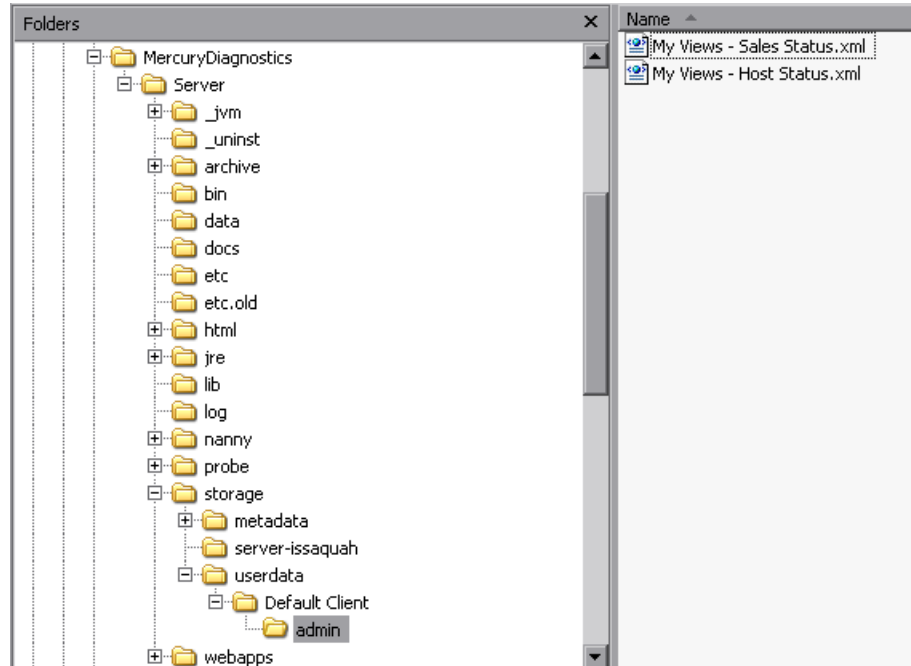 Folders
MercuryDiagnostics
Server
_jvm
_uninst
archive
bin
data
docs
etc
etc.old
html
jre
lib
log
nanny
probe
storage
metadata
server-issaquah
userdata
Default Client
admin
webapps
Name
My Views - Sales Status.xml
My Views - Host Status.xml